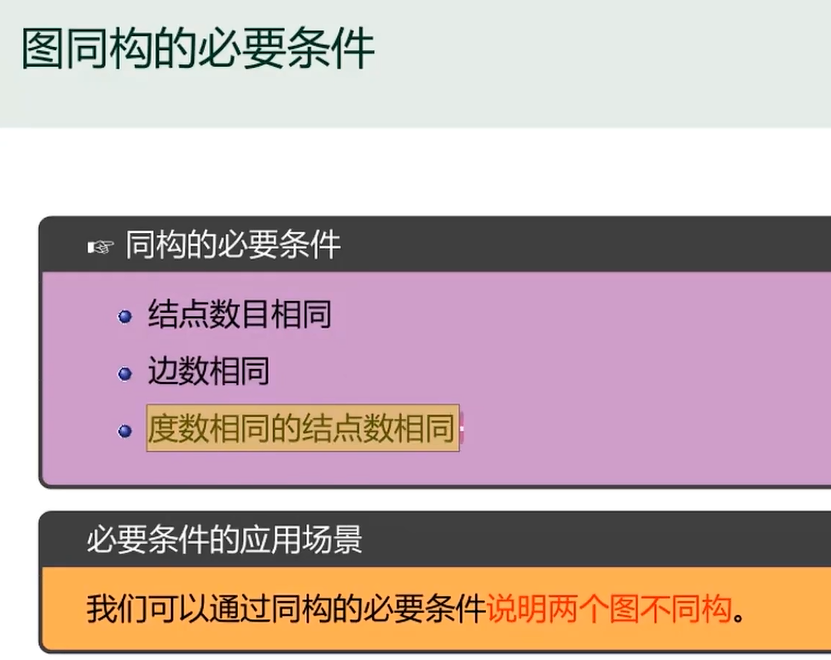 图同构的必要条件
☞ 同构的必要条件
结点数目相同
边数相同
度数相同的结点数相同
必要条件的应用场景
我们可以通过同构的必要条件说明两个图不同构。